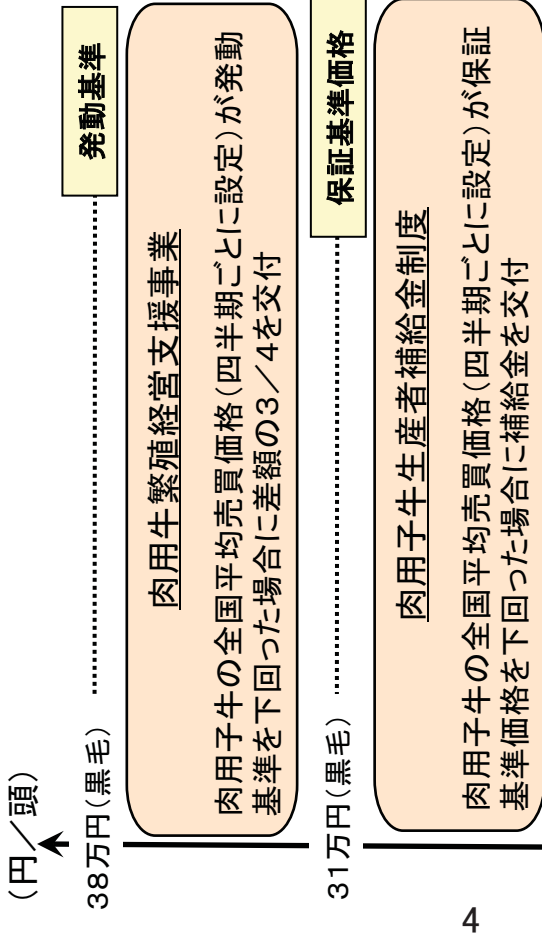 (円／頭)
38万円(黒毛)
発動基準
肉用牛繁殖経営支援事業
肉用子牛の全国平均売買価格(四半期ごとに設定)が発動
基準を下回った場合に差額の3／4を交付
31万円(黒毛)
保証基準価格
肉用子牛生産者補給金制度
肉用子牛の全国平均売買価格(四半期ごとに設定)が保証
基準価格を下回った場合に補給金を交付
4